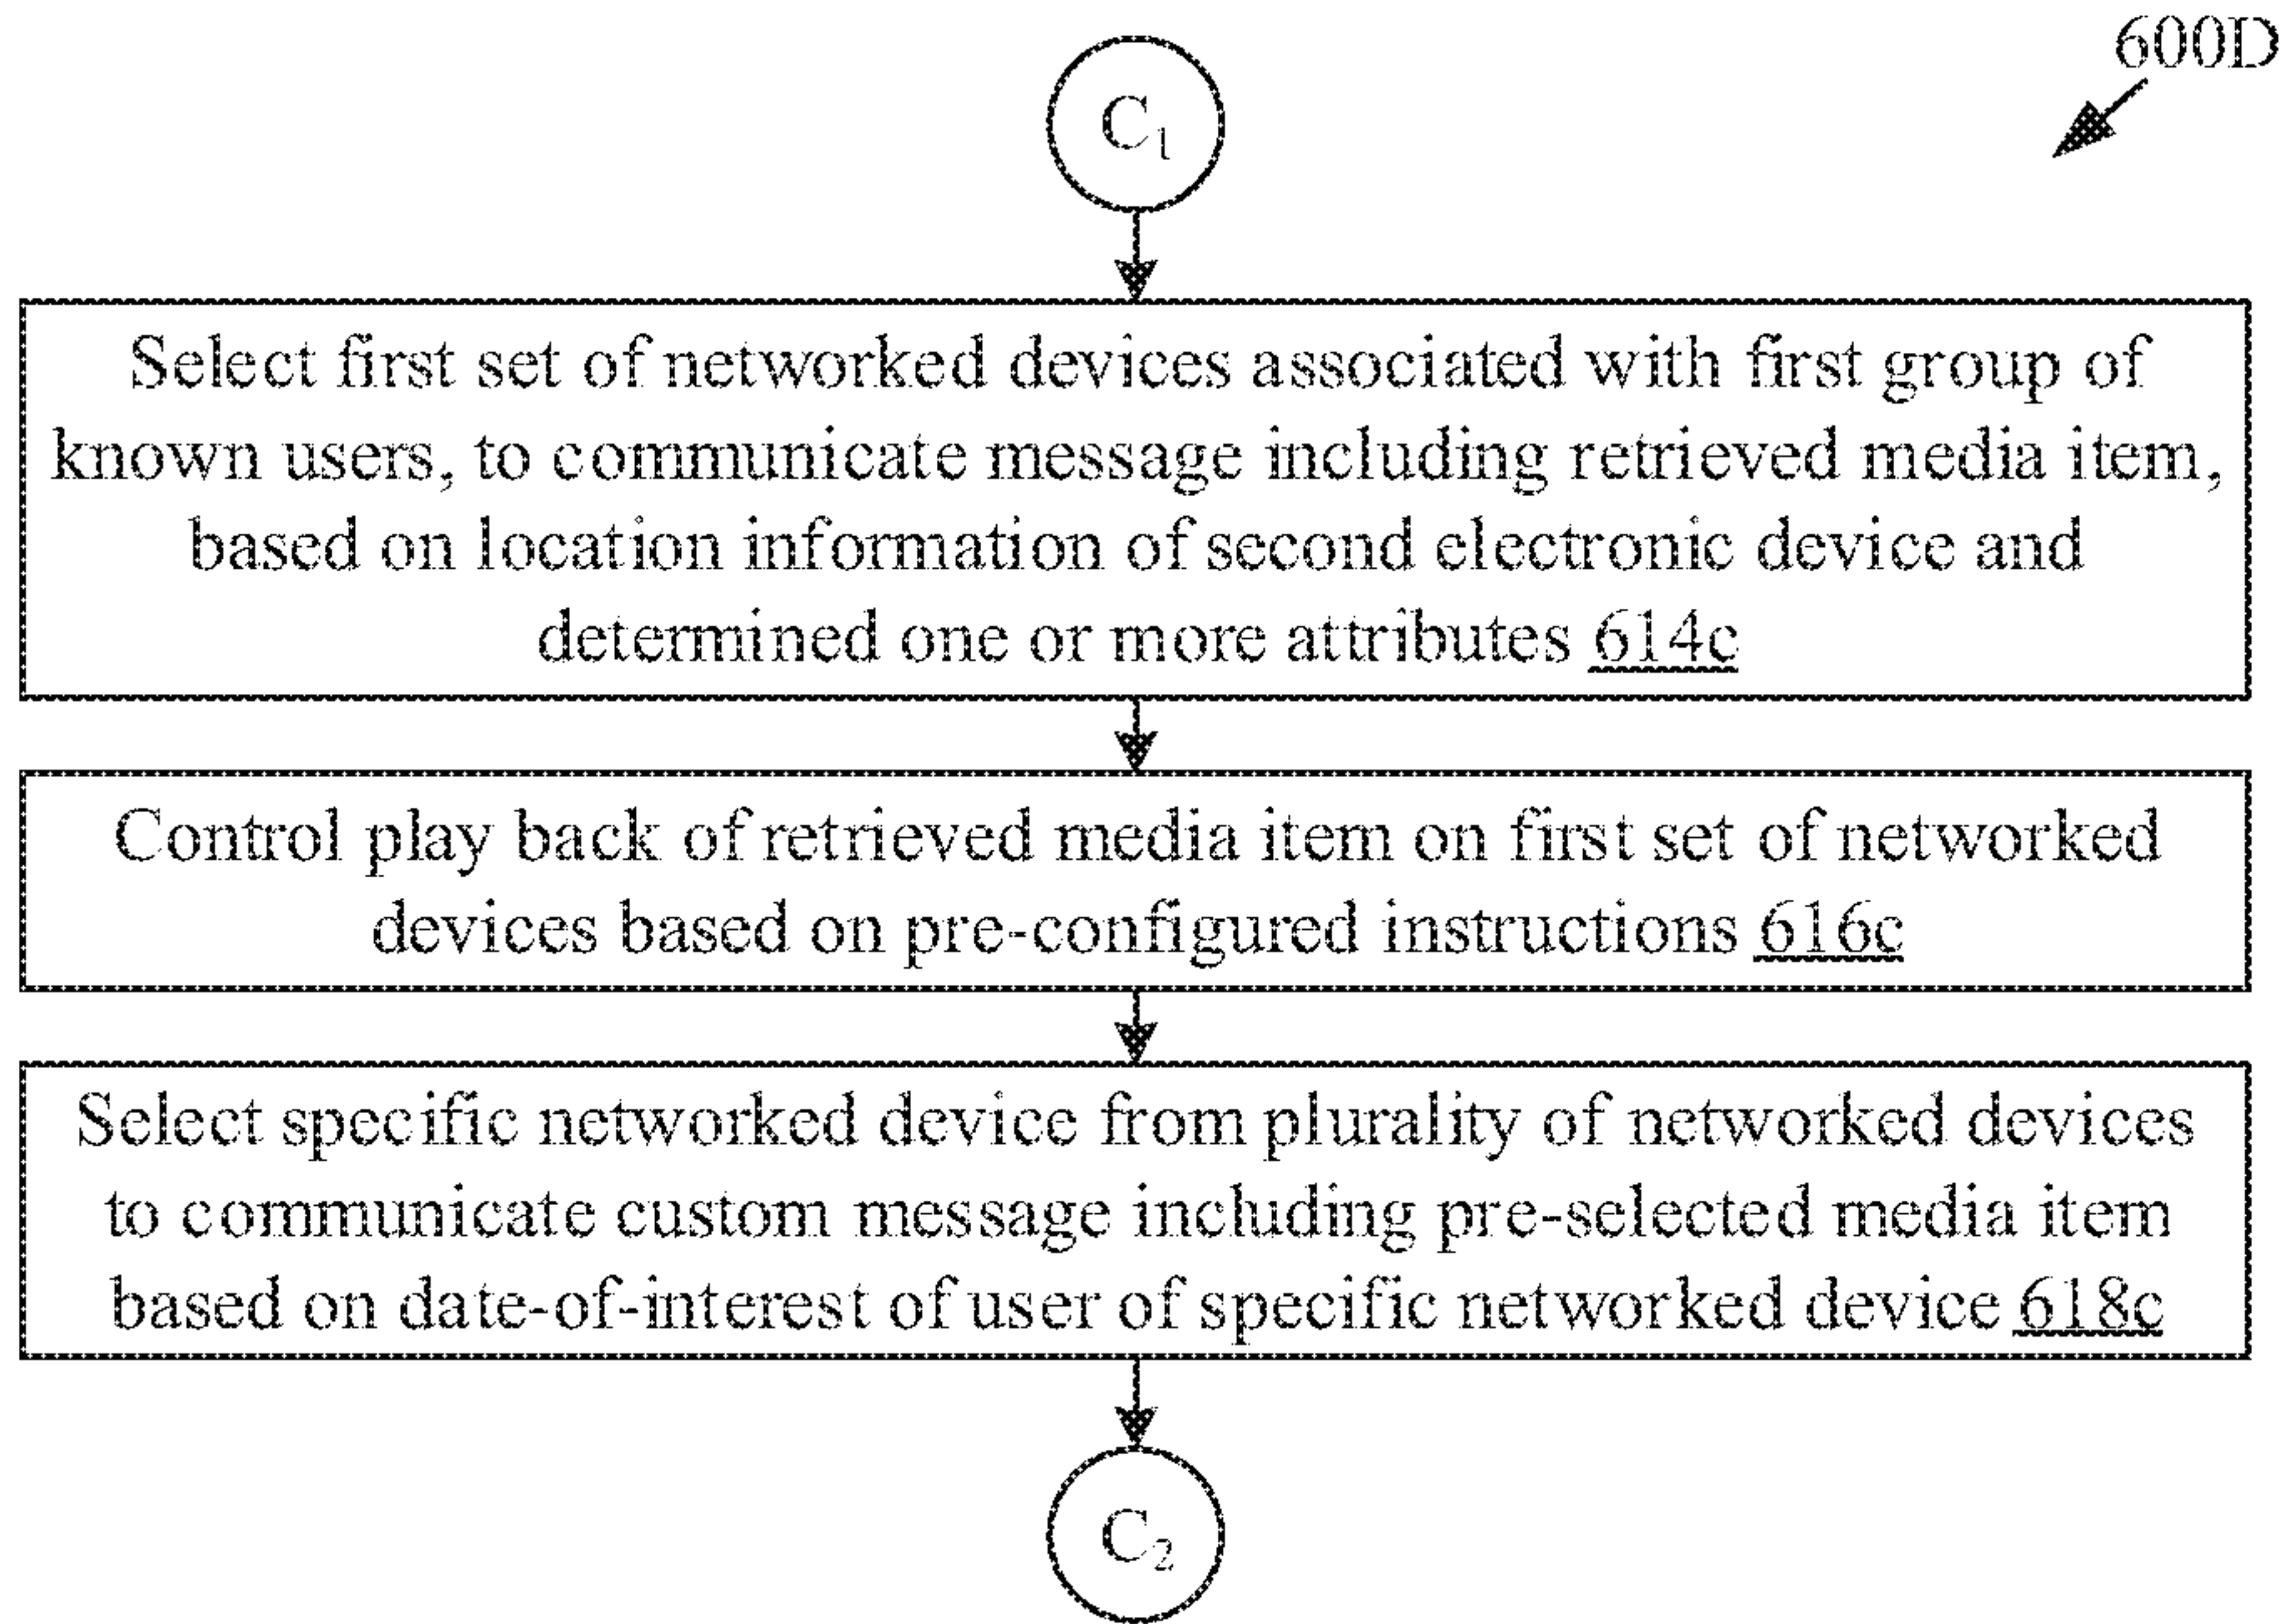 600D
C₁
Select first set of networked devices associated with first group of
known users, to communicate message including retrieved media item,
based on location information of second electronic device and
determined one or more attributes 614c
Control play back of retrieved media item on first set of networked
devices based on pre-configured instructions 616c
Select specific networked device from plurality of networked devices
to communicate custom message including pre-selected media item
based on date-of-interest of user of specific networked device 618c
C₂